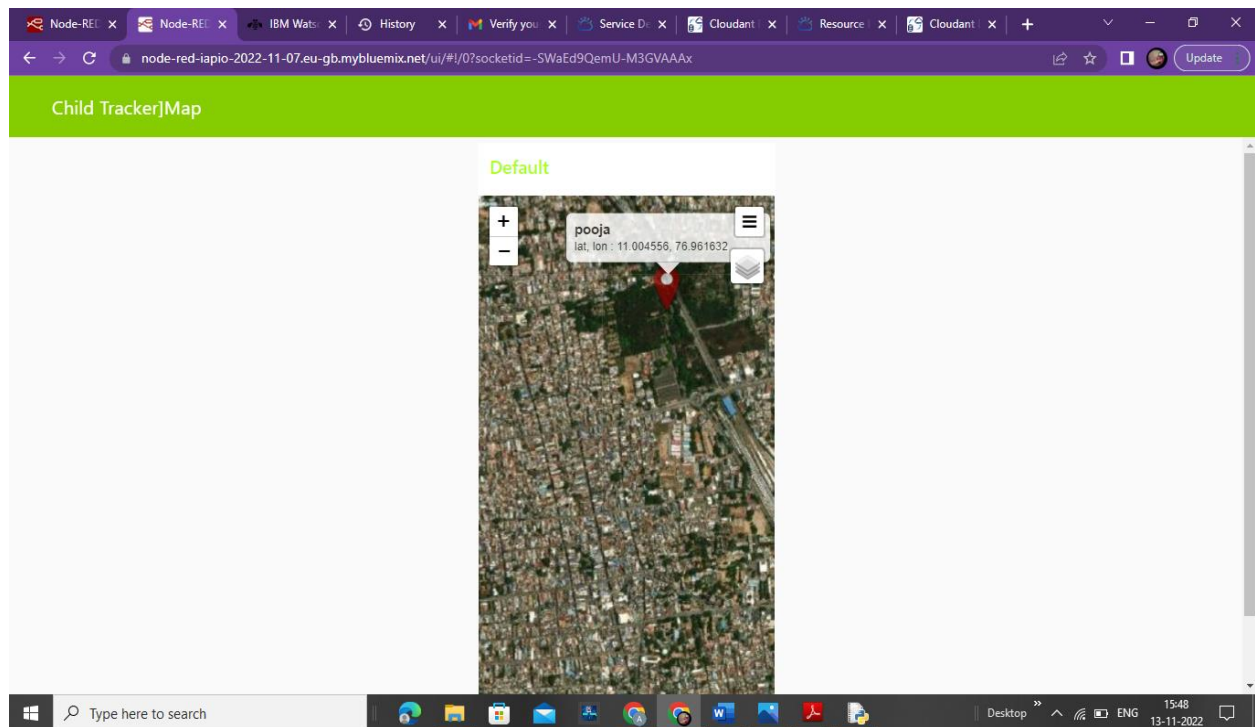 Node-RED
Node-RED
IBM Wats
History
Verify you
Service De
Cloudant
Resource
Cloudant
node-red-iapio-2022-11-07.eu-gb.mybluemix.net/ui/#!/0?socketid=-SWaEd9QemU-M3GVAAAx
Update
Child Tracker]Map
Default
+
−
pooja
lat, lon : 11.004556, 76.961632
Type here to search
Desktop
ENG
15:48
13-11-2022